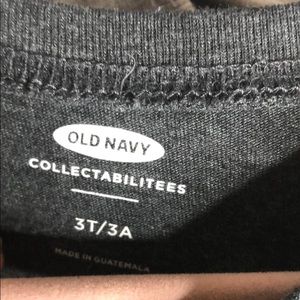 OLD NAVY
COLLECTABILITEES
3T/3A
MADE IN GUATEMALA